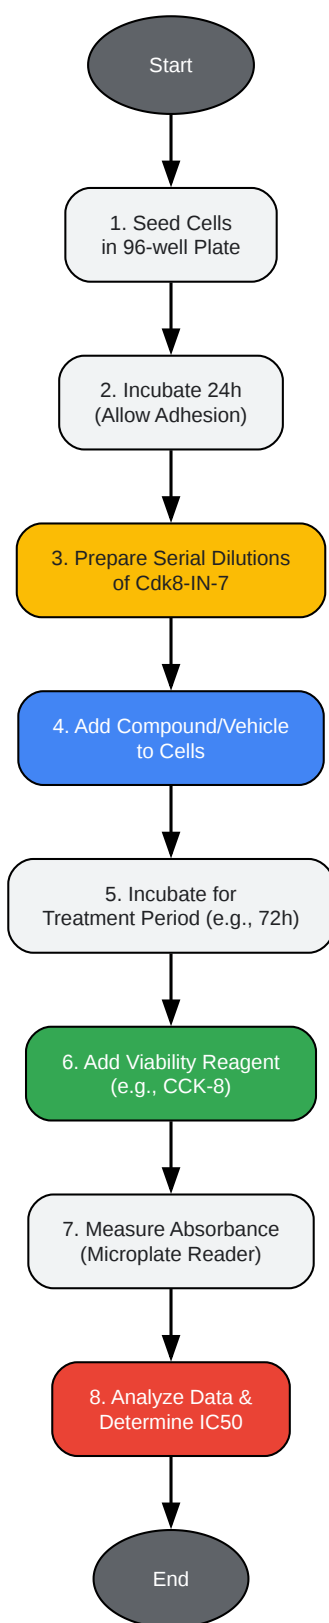 Start
1. Seed Cells
in 96-well Plate
2. Incubate 24h
(Allow Adhesion)
3. Prepare Serial Dilutions
of Cdk8-IN-7
4. Add Compound/Vehicle
to Cells
5. Incubate for
Treatment Period (e.g., 72h)
6. Add Viability Reagent
(e.g., CCK-8)
7. Measure Absorbance
(Microplate Reader)
8. Analyze Data &
Determine IC50
End